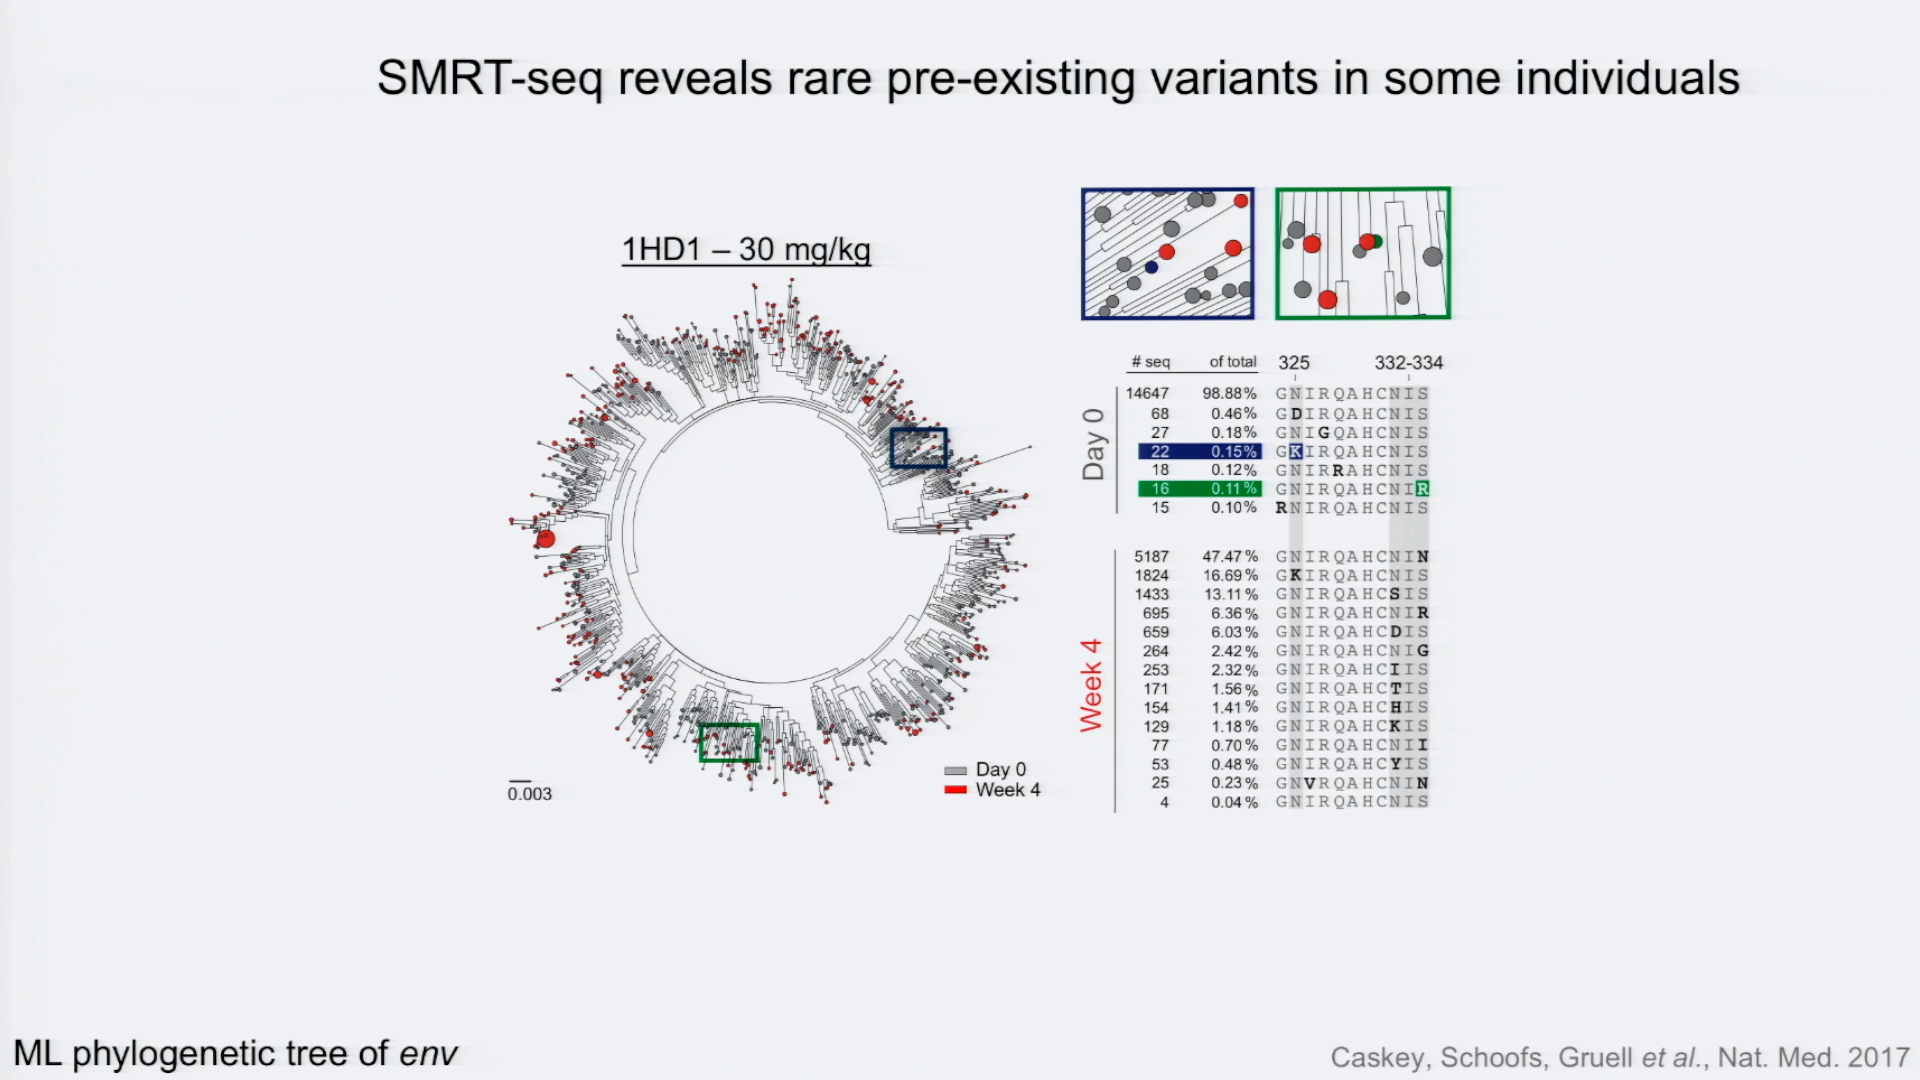 SMRT-seq reveals rare pre-existing variants in some individuals
1HD1 – 30 mg/kg
0.003
Day 0
Week 4
# seq of total 325 332-334
Day 0
14647 98.88% GNIRQAHCNIS
68 0.46% GDIRQAHCNIS
27 0.18% GNIGQAHCNIS
22 0.15% GKIRQAHCNIS
18 0.12% GNIRRAHCNIS
16 0.11% GNIRQAHCNIR
15 0.10% RNIRQAHCNIS
Week 4
5187 47.47% GNIRQAHCNIN
1824 16.69% GKIRQAHCNIS
1433 13.11% GNIRQAHCSIS
695 6.36% GNIRQAHCNIR
659 6.03% GNIRQAHCDIS
264 2.42% GNIRQAHCNIG
253 2.32% GNIRQAHCIIS
171 1.56% GNIRQAHCTIS
154 1.41% GNIRQAHCHIS
129 1.18% GNIRQAHCKIS
77 0.70% GNIRQAHCNII
53 0.48% GNIRQAHCYIS
25 0.23% GNVRQAHCNIN
4 0.04% GNIRQAHCNIS
ML phylogenetic tree of env
Caskey, Schoofs, Gruell et al., Nat. Med. 2017